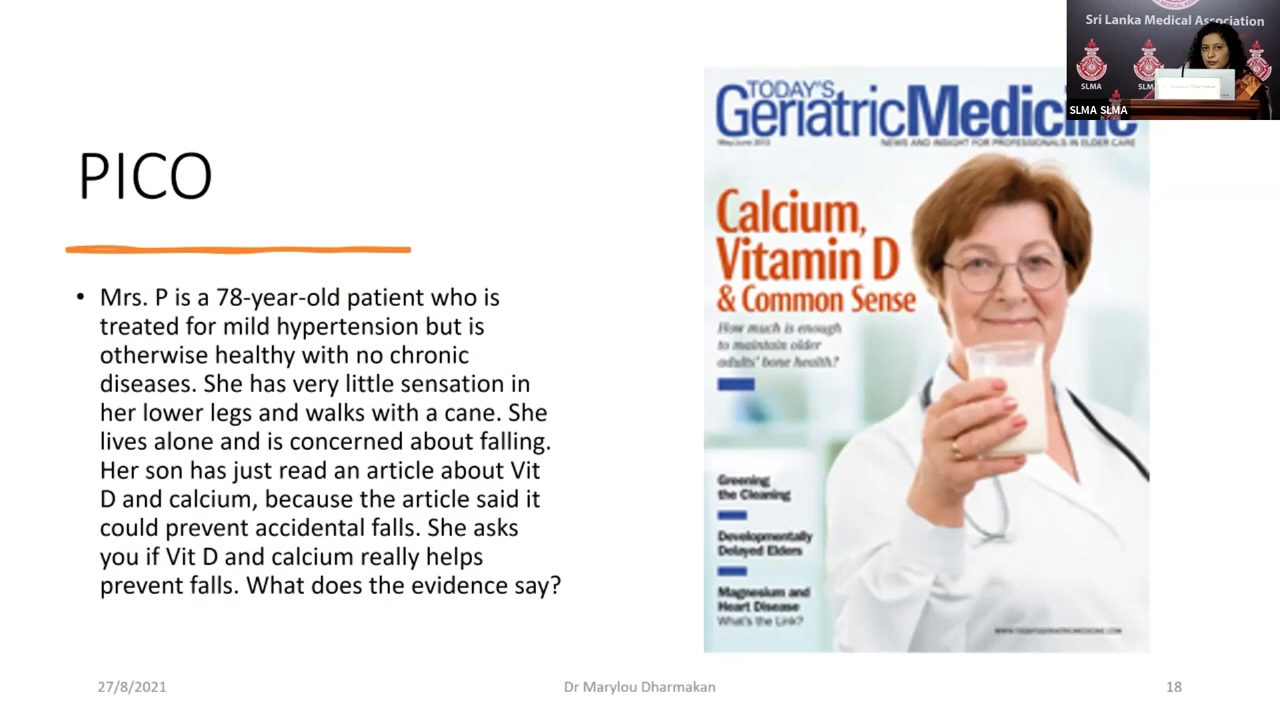 PICO
• Mrs. P is a 78-year-old patient who is
treated for mild hypertension but is
otherwise healthy with no chronic
diseases. She has very little sensation in
her lower legs and walks with a cane. She
lives alone and is concerned about falling.
Her son has just read an article about Vit
D and calcium, because the article said it
could prevent accidental falls. She asks
you if Vit D and calcium really helps
prevent falls. What does the evidence say?
TODAY'S
GeriatricMedicine
NEWS AND INSIGHT FOR PROFESSIONALS IN ELDER CARE
Calcium,
Vitamin D
& Common Sense
How much is enough
to maintain older
adults' bone health?
Greening
the Cleaning
Developmentally
Delayed Elders
Magnesium and
Heart Disease
What's the Link?
WWW.TODAYSGERIATRICMEDICINE.COM
Sri Lanka Medical Association
SLMA
SLM
SLMA SLMA
27/8/2021
Dr Marylou Dharmakan
18